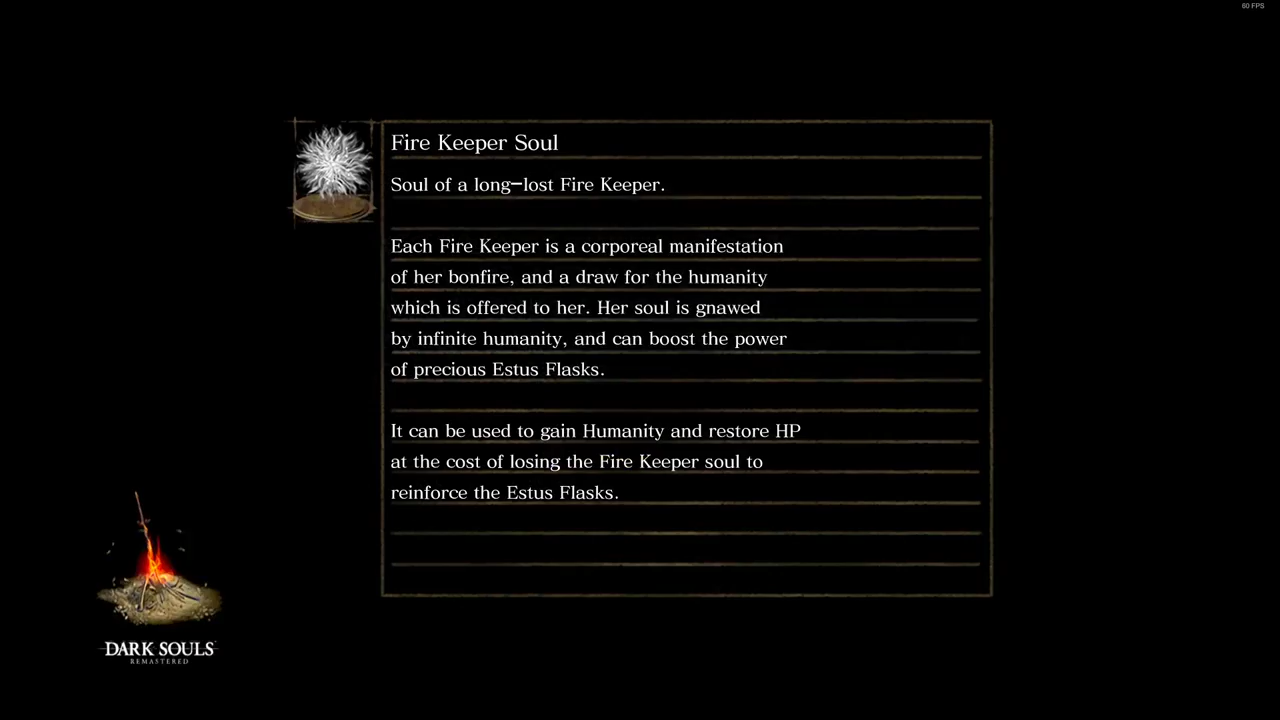 60 FPS
Fire Keeper Soul
Soul of a long-lost Fire Keeper.
Each Fire Keeper is a corporeal manifestation
of her bonfire, and a draw for the humanity
which is offered to her. Her soul is gnawed
by infinite humanity, and can boost the power
of precious Estus Flasks.
It can be used to gain Humanity and restore HP
at the cost of losing the Fire Keeper soul to
reinforce the Estus Flasks.
DARK SOULS
REMASTERED